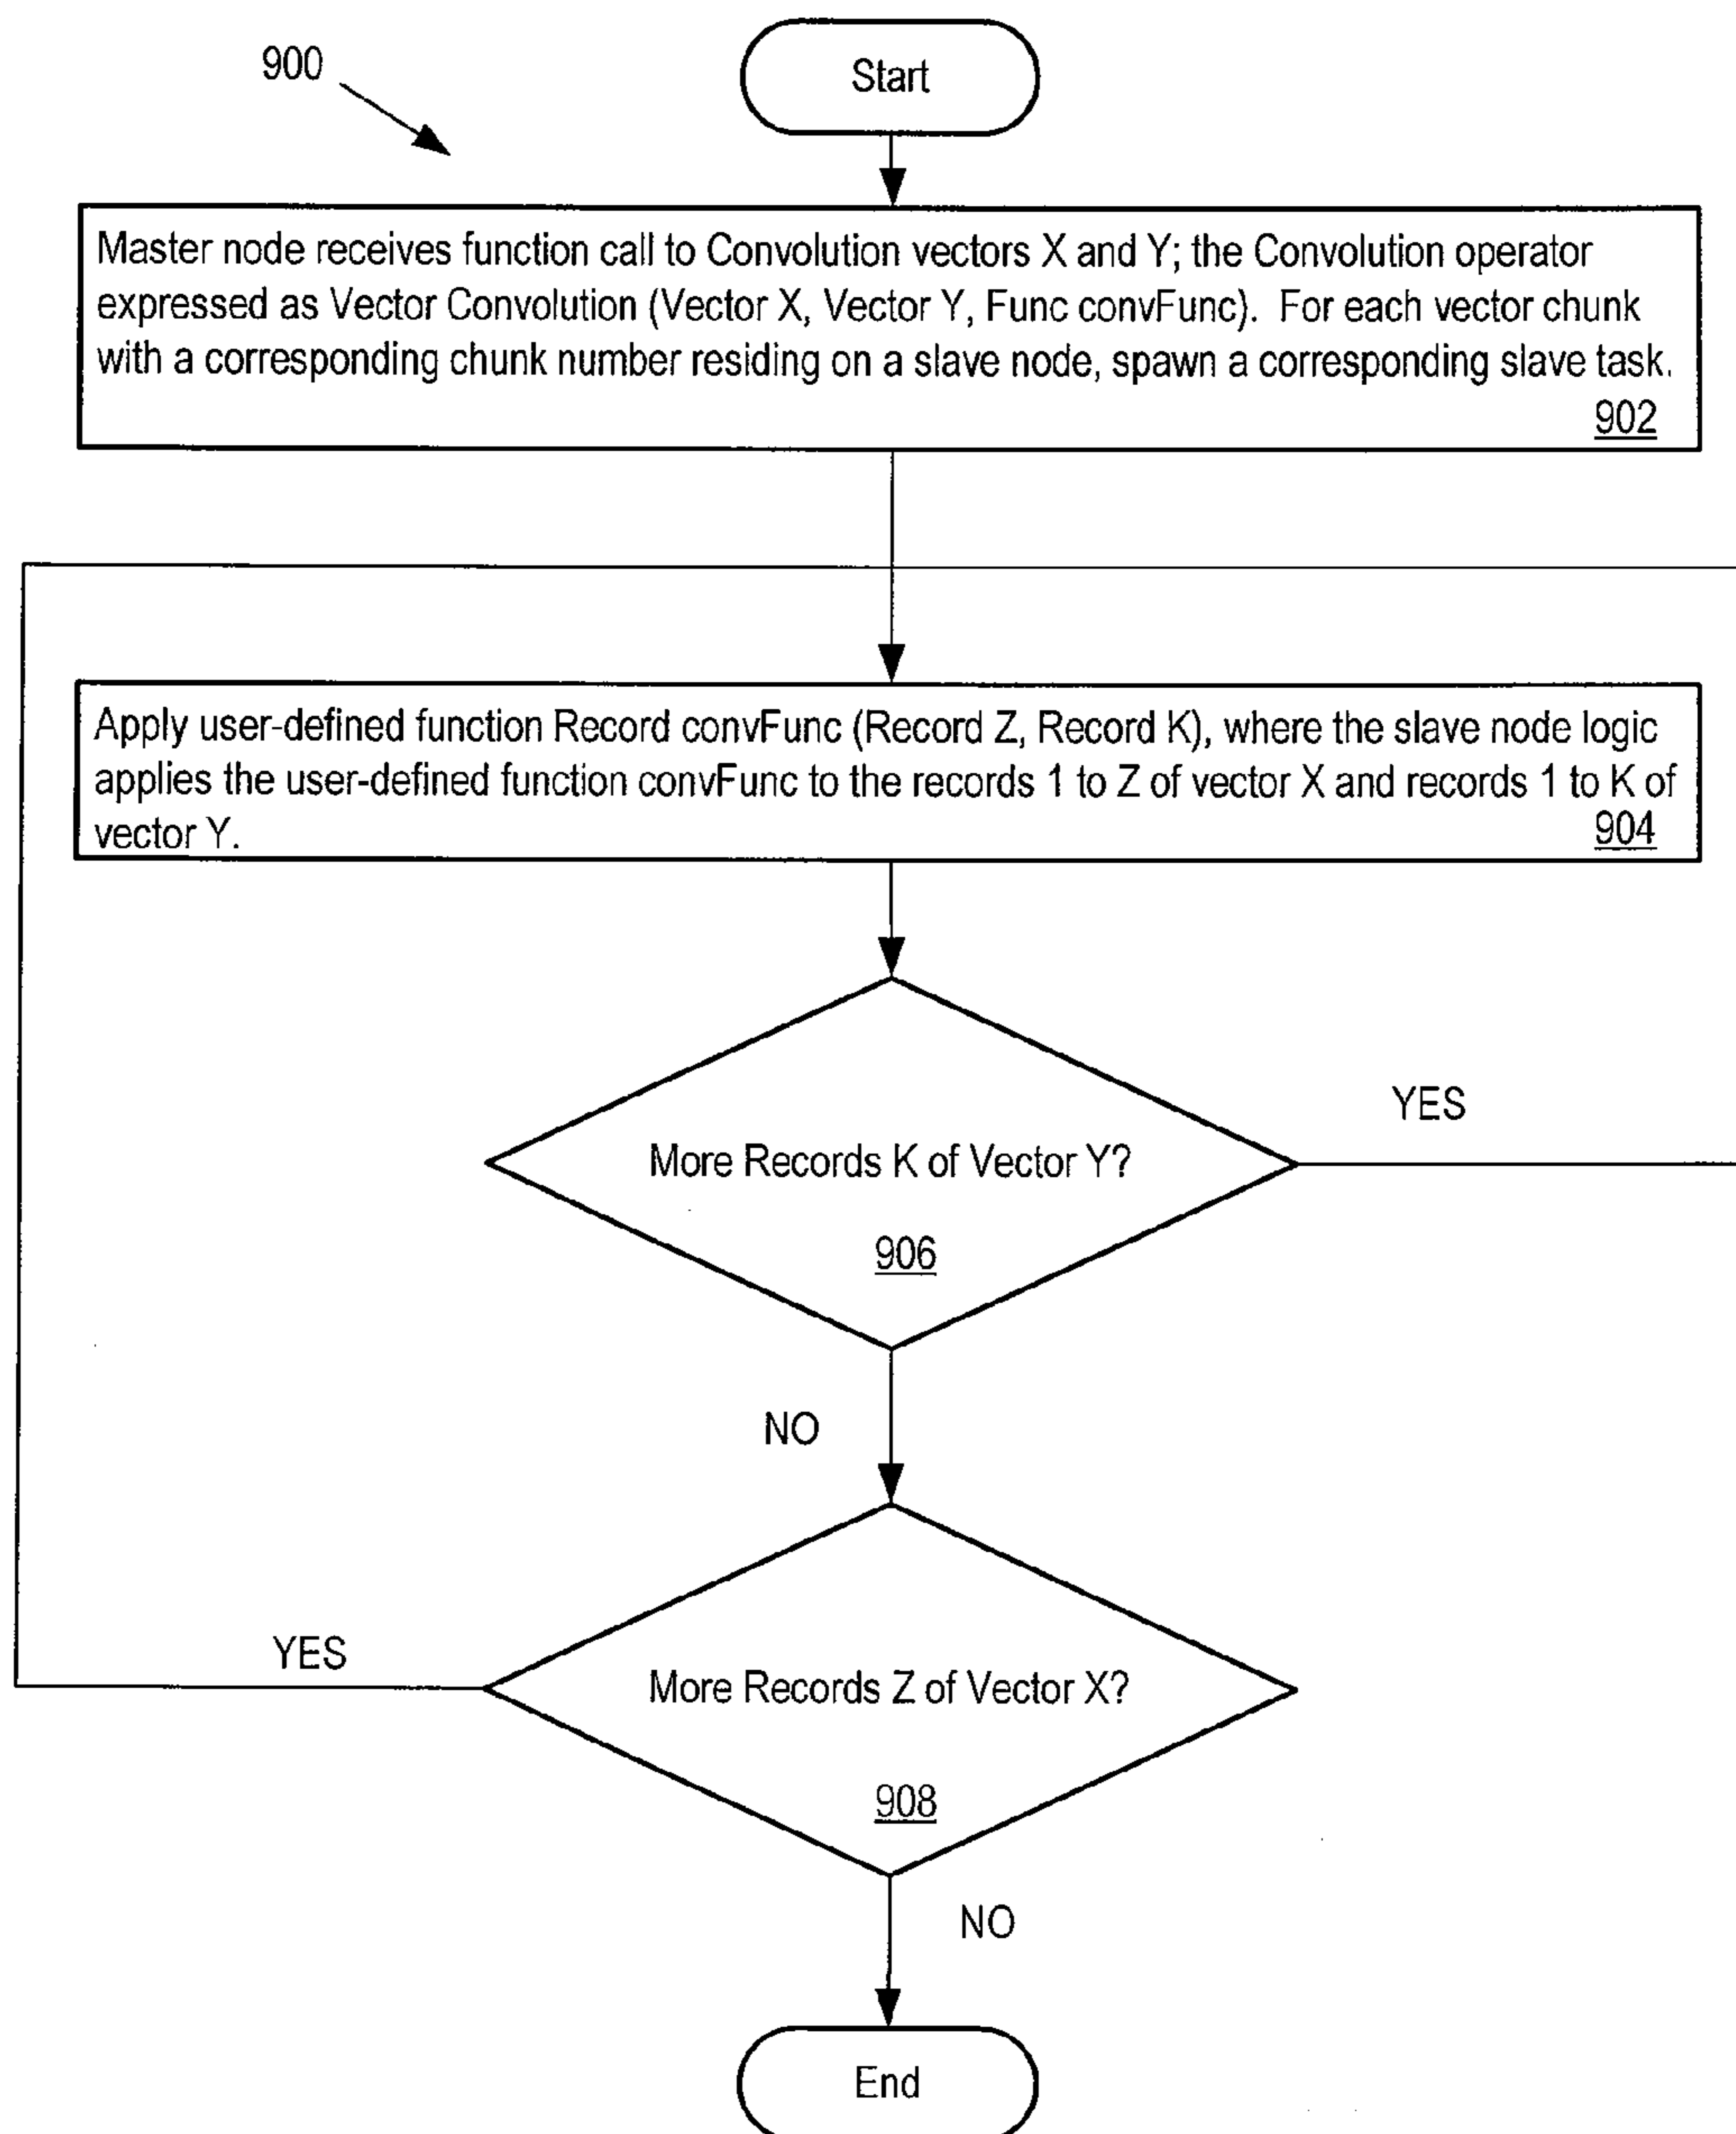 900
Start
Master node receives function call to Convolution vectors X and Y; the Convolution operator
expressed as Vector Convolution (Vector X, Vector Y, Func convFunc). For each vector chunk
with a corresponding chunk number residing on a slave node, spawn a corresponding slave task.
902
Apply user-defined function Record convFunc (Record Z, Record K), where the slave node logic
applies the user-defined function convFunc to the records 1 to Z of vector X and records 1 to K of
vector Y.
904
YES
More Records K of Vector Y?
906
NO
YES
More Records Z of Vector X?
908
NO
End